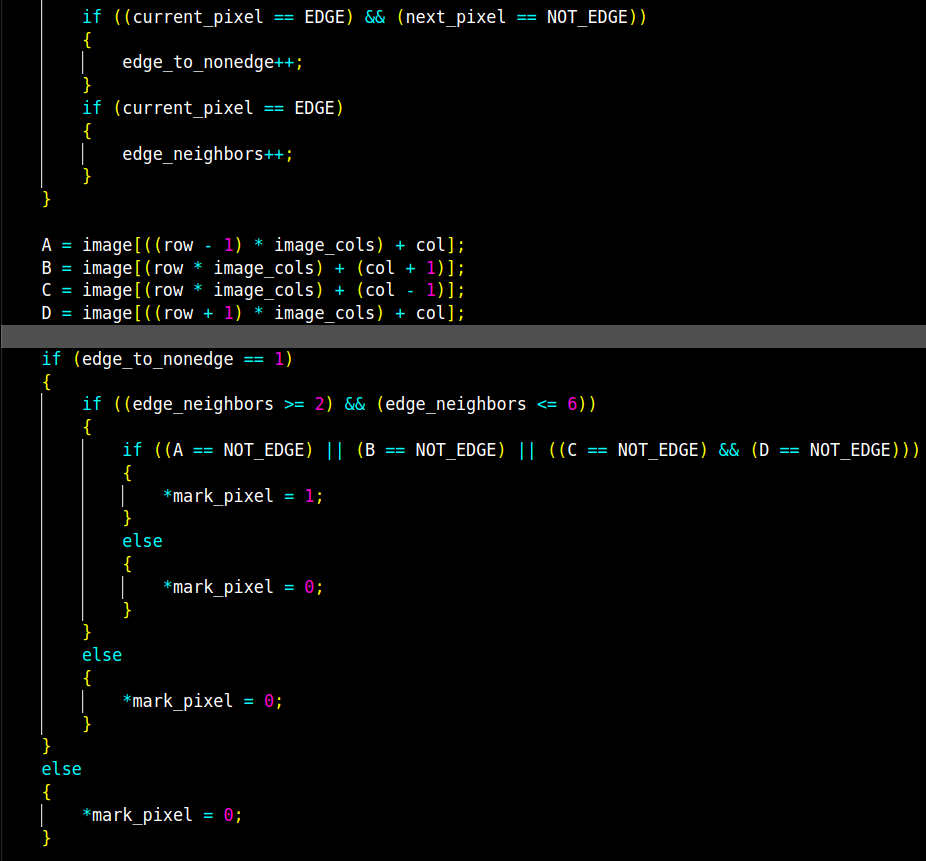 if ((current_pixel == EDGE) && (next_pixel == NOT_EDGE))
{
edge_to_nonedge++;
}
if (current_pixel == EDGE)
{
edge_neighbors++;
}
}
A = image[((row - 1) * image_cols) + col];
B = image[(row * image_cols) + (col + 1)];
C = image[(row * image_cols) + (col - 1)];
D = image[((row + 1) * image_cols) + col];
if (edge_to_nonedge == 1)
{
if ((edge_neighbors >= 2) && (edge_neighbors <= 6))
{
if ((A == NOT_EDGE) || (B == NOT_EDGE) || ((C == NOT_EDGE) && (D == NOT_EDGE)))
{
*mark_pixel = 1;
}
else
{
*mark_pixel = 0;
}
}
else
{
*mark_pixel = 0;
}
}
else
{
*mark_pixel = 0;
}